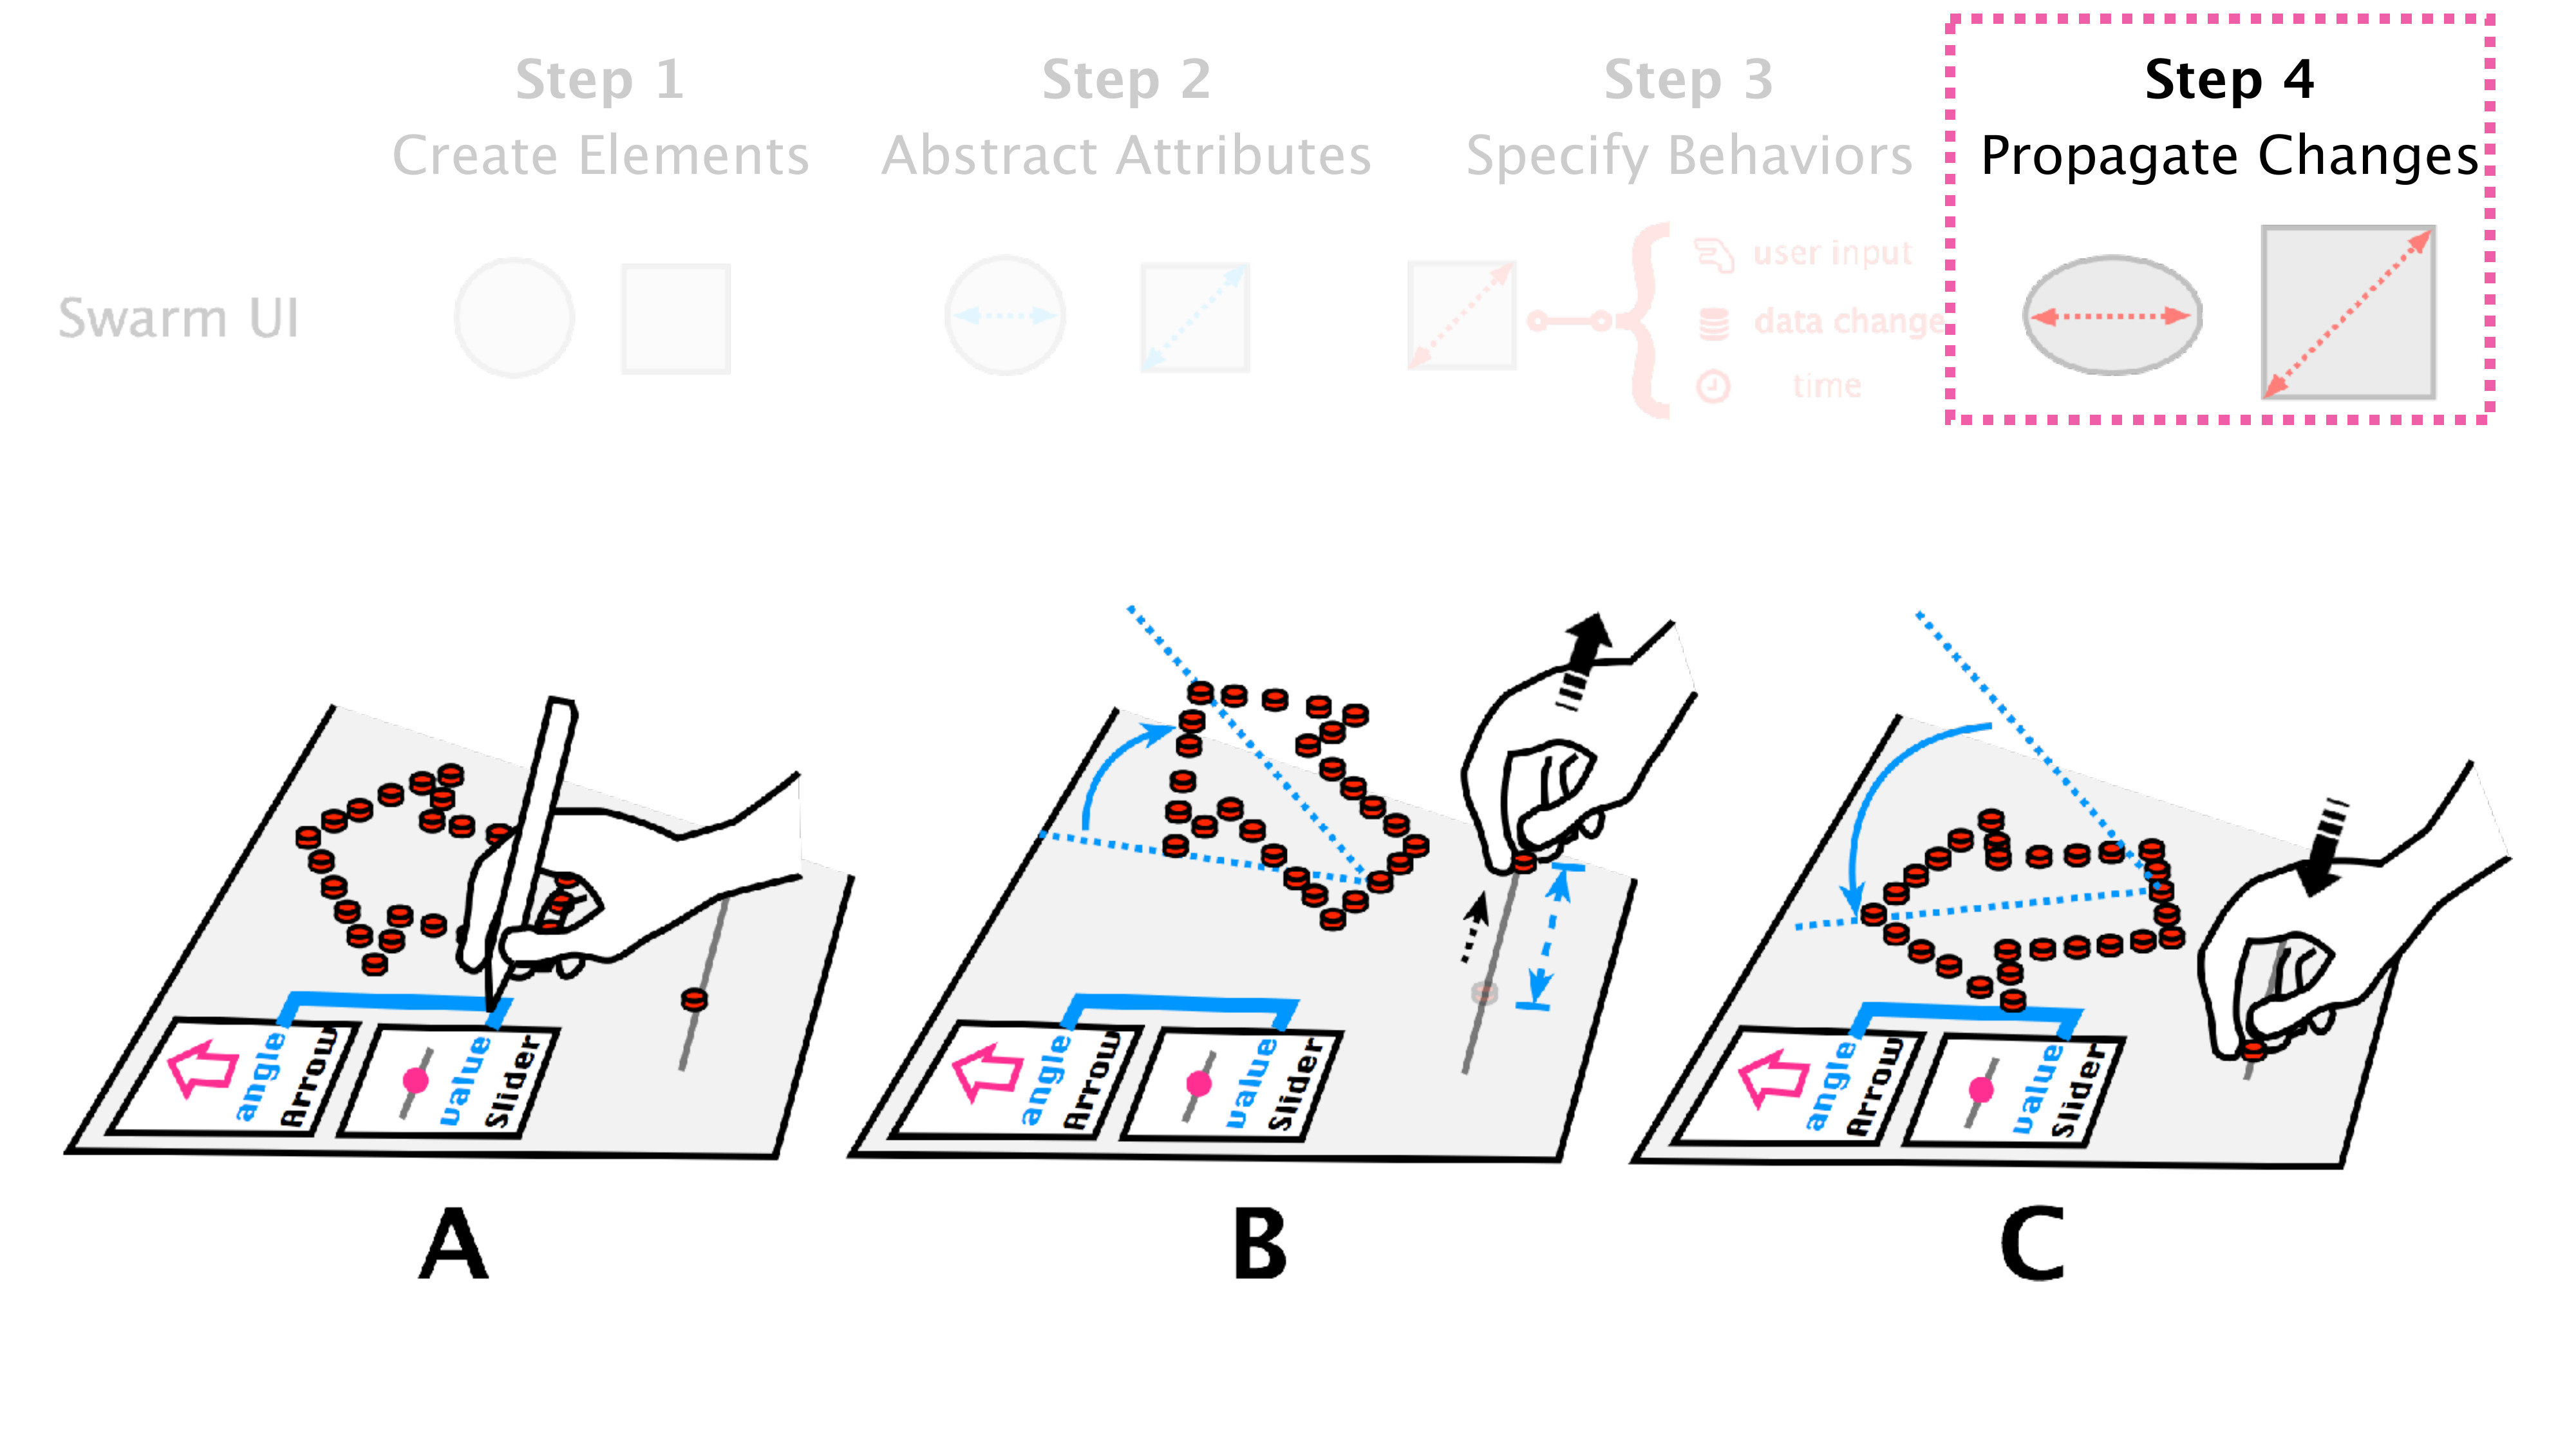 Step 1
Create Elements
Step 2
Abstract Attributes
Step 3
Specify Behaviors
Step 4
Propagate Changes
Swarm UI
user input
data change
time
angle
Arrow
value
Slider
angle
Arrow
value
Slider
angle
Arrow
value
Slider
A
B
C